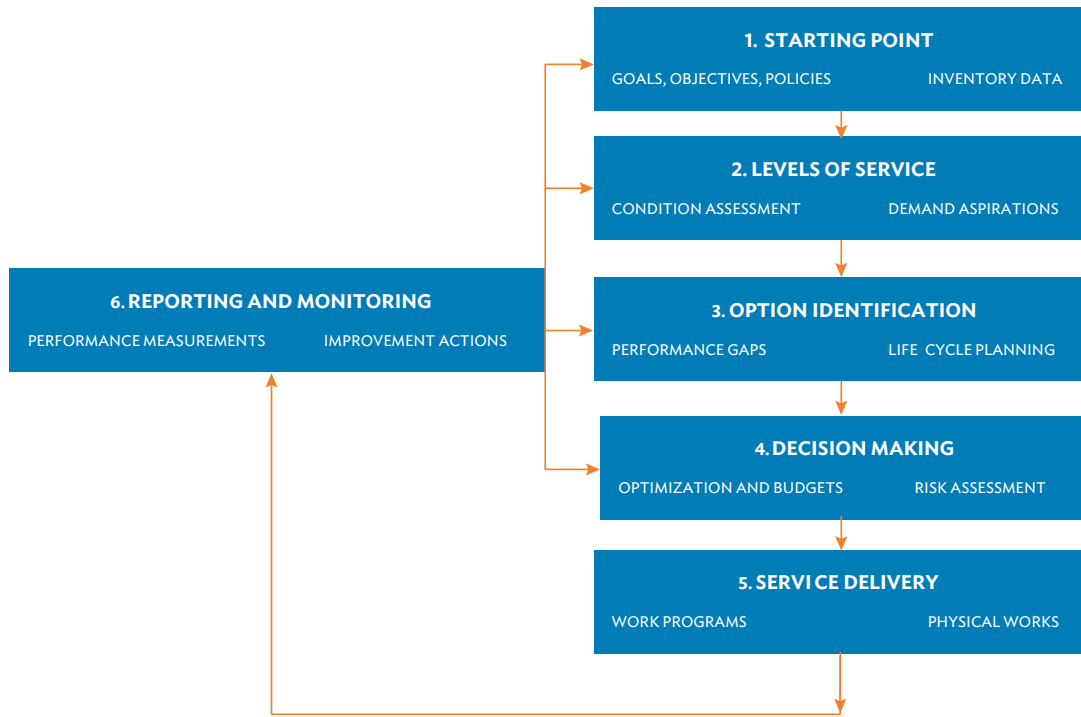 1. STARTING POINT
GOALS, OBJECTIVES, POLICIES INVENTORY DATA
2. LEVELS OF SERVICE
CONDITION ASSESSMENT DEMAND ASPIRATIONS
6. REPORTING AND MONITORING
PERFORMANCE MEASUREMENTS IMPROVEMENT ACTIONS
3. OPTION IDENTIFICATION
PERFORMANCE GAPS LIFE CYCLE PLANNING
4. DECISION MAKING
OPTIMIZATION AND BUDGETS RISK ASSESSMENT
5. SERVICE DELIVERY
WORK PROGRAMS PHYSICAL WORKS